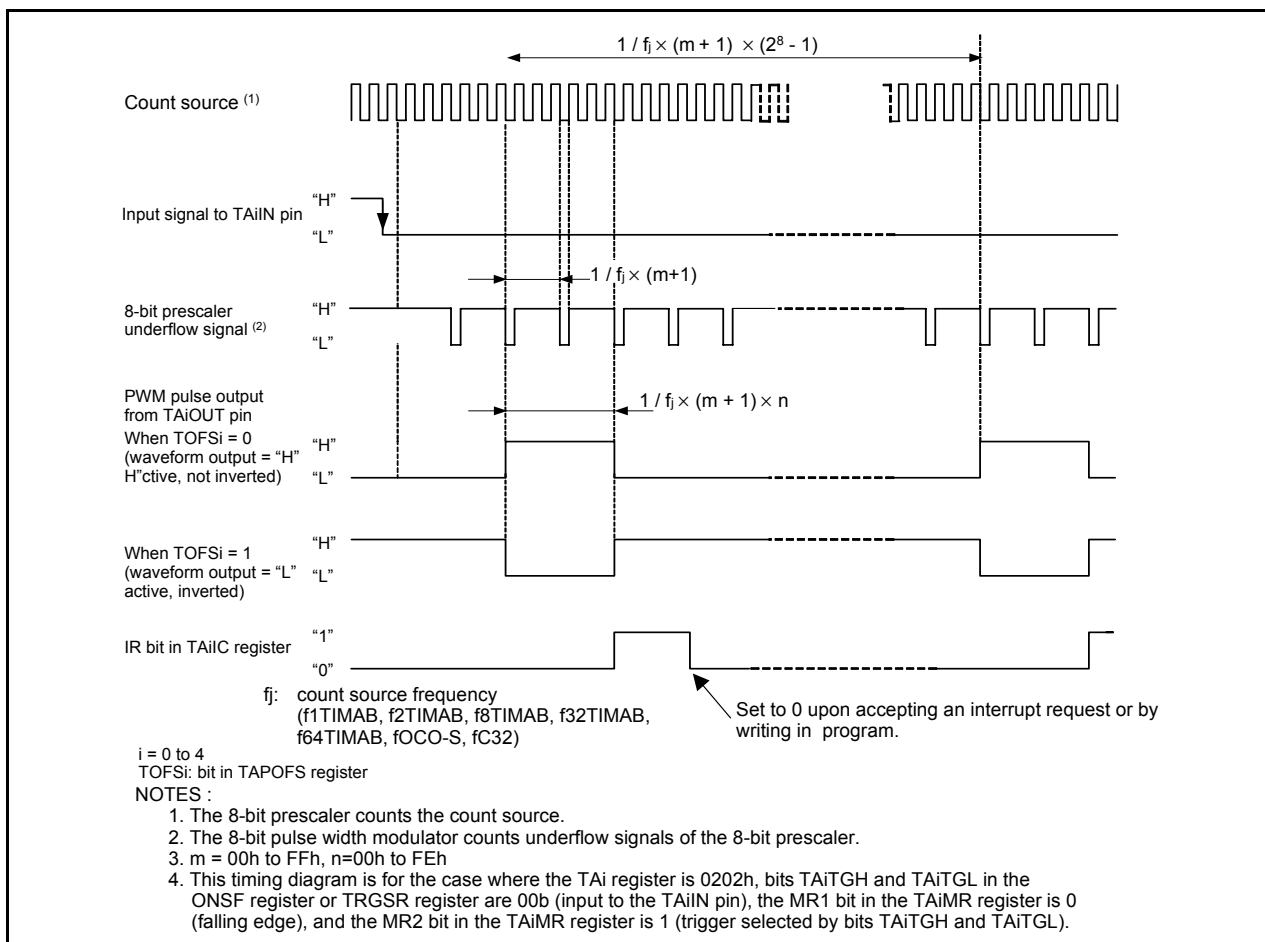 1 / fj × (m + 1) × (2⁸ - 1)
Count source (1)
Input signal to TAiIN pin
“H”
“L”
1 / fj × (m+1)
8-bit prescaler
underflow signal (2)
“H”
“L”
PWM pulse output
from TAiOUT pin
1 / fj × (m + 1) × n
When TOFSi = 0
(waveform output = “H”
H”ctive, not inverted)
“H”
“L”
When TOFSi = 1
(waveform output = “L”
active, inverted)
“H”
“L”
IR bit in TAiIC register
“1”
“0”
fj: count source frequency
(f1TIMAB, f2TIMAB, f8TIMAB, f32TIMAB,
f64TIMAB, fOCO-S, fC32)
Set to 0 upon accepting an interrupt request or by
writing in program.
i = 0 to 4
TOFSi: bit in TAPOFS register
NOTES :
1. The 8-bit prescaler counts the count source.
2. The 8-bit pulse width modulator counts underflow signals of the 8-bit prescaler.
3. m = 00h to FFh, n=00h to FEh
4. This timing diagram is for the case where the TAi register is 0202h, bits TAiTGH and TAiTGL in the
ONSF register or TRGSR register are 00b (input to the TAiIN pin), the MR1 bit in the TAiMR register is 0
(falling edge), and the MR2 bit in the TAiMR register is 1 (trigger selected by bits TAiTGH and TAiTGL).